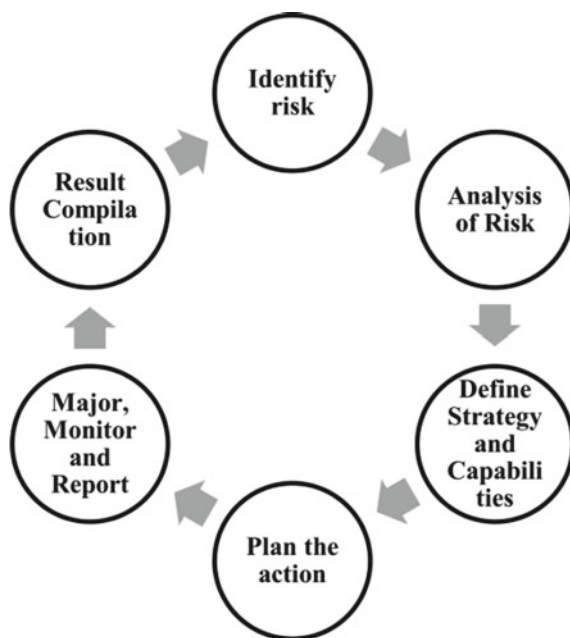 Identify
risk
Analysis
of Risk
Define
Strategy
and
Capabili
ties
Plan the
action
Major,
Monitor
and
Report
Result
Compila
tion